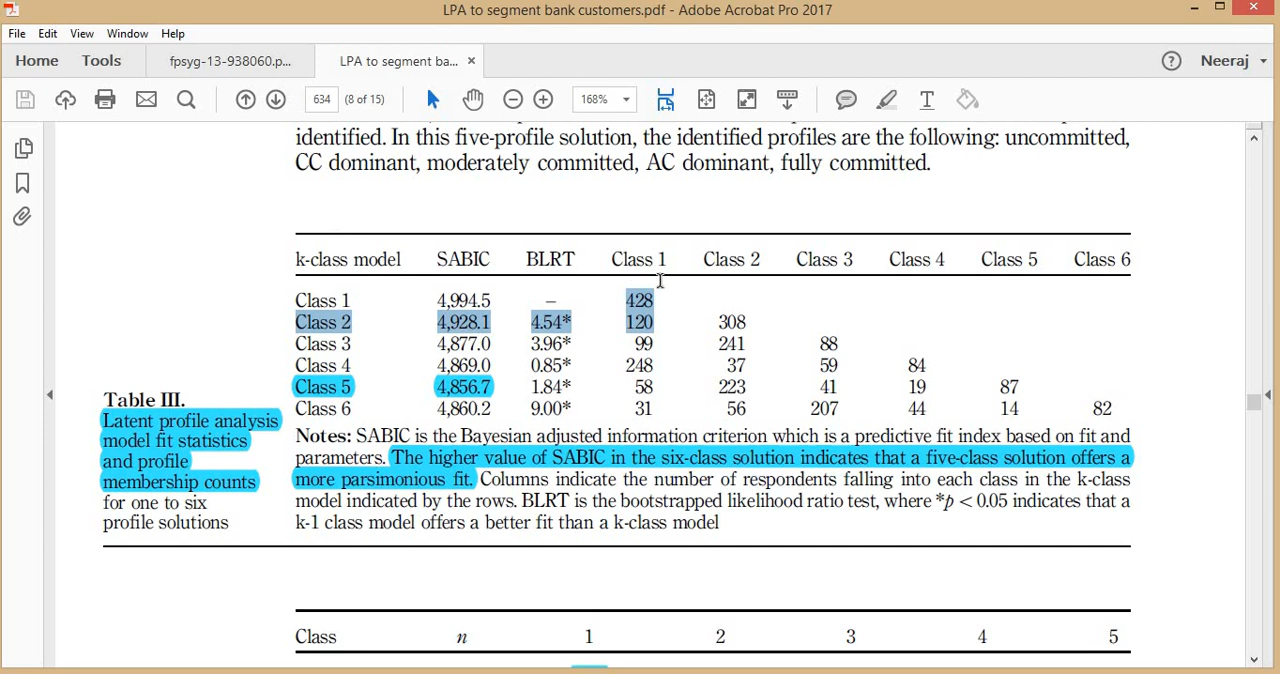 LPA to segment bank customers.pdf - Adobe Acrobat Pro 2017
File Edit View Window Help
Home Tools fpsyg-13-938060.p... LPA to segment ba... × Neeraj
634 (8 of 15) 168%
identified. In this five-profile solution, the identified profiles are the following: uncommitted,
CC dominant, moderately committed, AC dominant, fully committed.
k-class model SABIC BLRT Class 1 Class 2 Class 3 Class 4 Class 5 Class 6
Class 1 4,994.5 – 428
Class 2 4,928.1 4.54* 120 308
Class 3 4,877.0 3.96* 99 241 88
Class 4 4,869.0 0.85* 248 37 59 84
Class 5 4,856.7 1.84* 58 223 41 19 87
Class 6 4,860.2 9.00* 31 56 207 44 14 82
Notes: SABIC is the Bayesian adjusted information criterion which is a predictive fit index based on fit and
parameters. The higher value of SABIC in the six-class solution indicates that a five-class solution offers a
more parsimonious fit. Columns indicate the number of respondents falling into each class in the k-class
model indicated by the rows. BLRT is the bootstrapped likelihood ratio test, where *p < 0.05 indicates that a
k-1 class model offers a better fit than a k-class model
Table III.
Latent profile analysis
model fit statistics
and profile
membership counts
for one to six
profile solutions
Class n 1 2 3 4 5